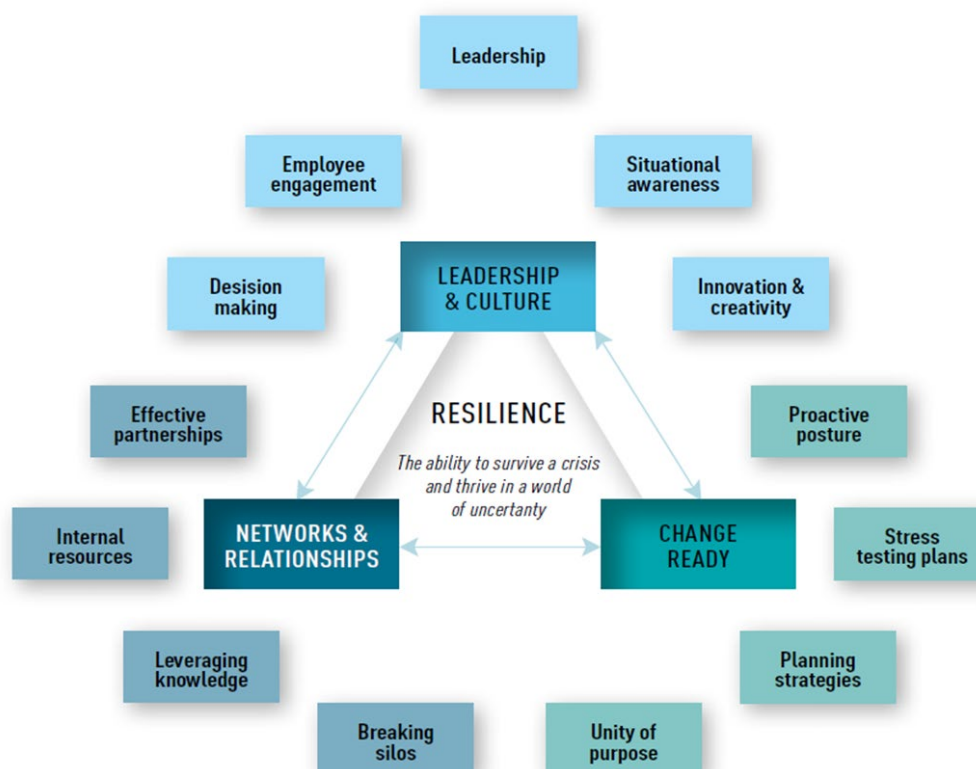 Leadership
Employee
engagement
Situational
awareness
Desision
making
LEADERSHIP
& CULTURE
Innovation &
creativity
Effective
partnerships
RESILIENCE
The ability to survive a crisis
and thrive in a world
of uncertanty
Proactive
posture
Internal
resources
NETWORKS &
RELATIONSHIPS
CHANGE
READY
Stress
testing plans
Leveraging
knowledge
Planning
strategies
Breaking
silos
Unity of
purpose